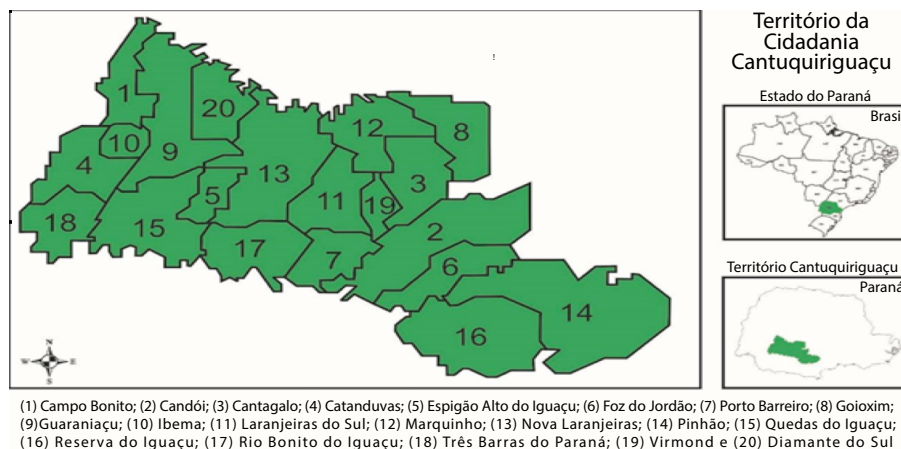 Território da
Cidadania
Cantuquiriguaçu
Estado do Paraná
Brasi
Território Cantuquiriguaçu
Paraná
!
1
20
12
8
10
9
4
13
3
5
11
19
18
15
2
17
7
6
14
16
N
W E
S
(1) Campo Bonito; (2) Candói; (3) Cantagalo; (4) Catanduvas; (5) Espigão Alto do Iguaçu; (6) Foz do Jordão; (7) Porto Barreiro; (8) Goioxim;
(9)Guaraniaçu; (10) Ibema; (11) Laranjeiras do Sul; (12) Marquinho; (13) Nova Laranjeiras; (14) Pinhão; (15) Quedas do Iguaçu;
(16) Reserva do Iguaçu; (17) Rio Bonito do Iguaçu; (18) Três Barras do Paraná; (19) Virmond e (20) Diamante do Sul